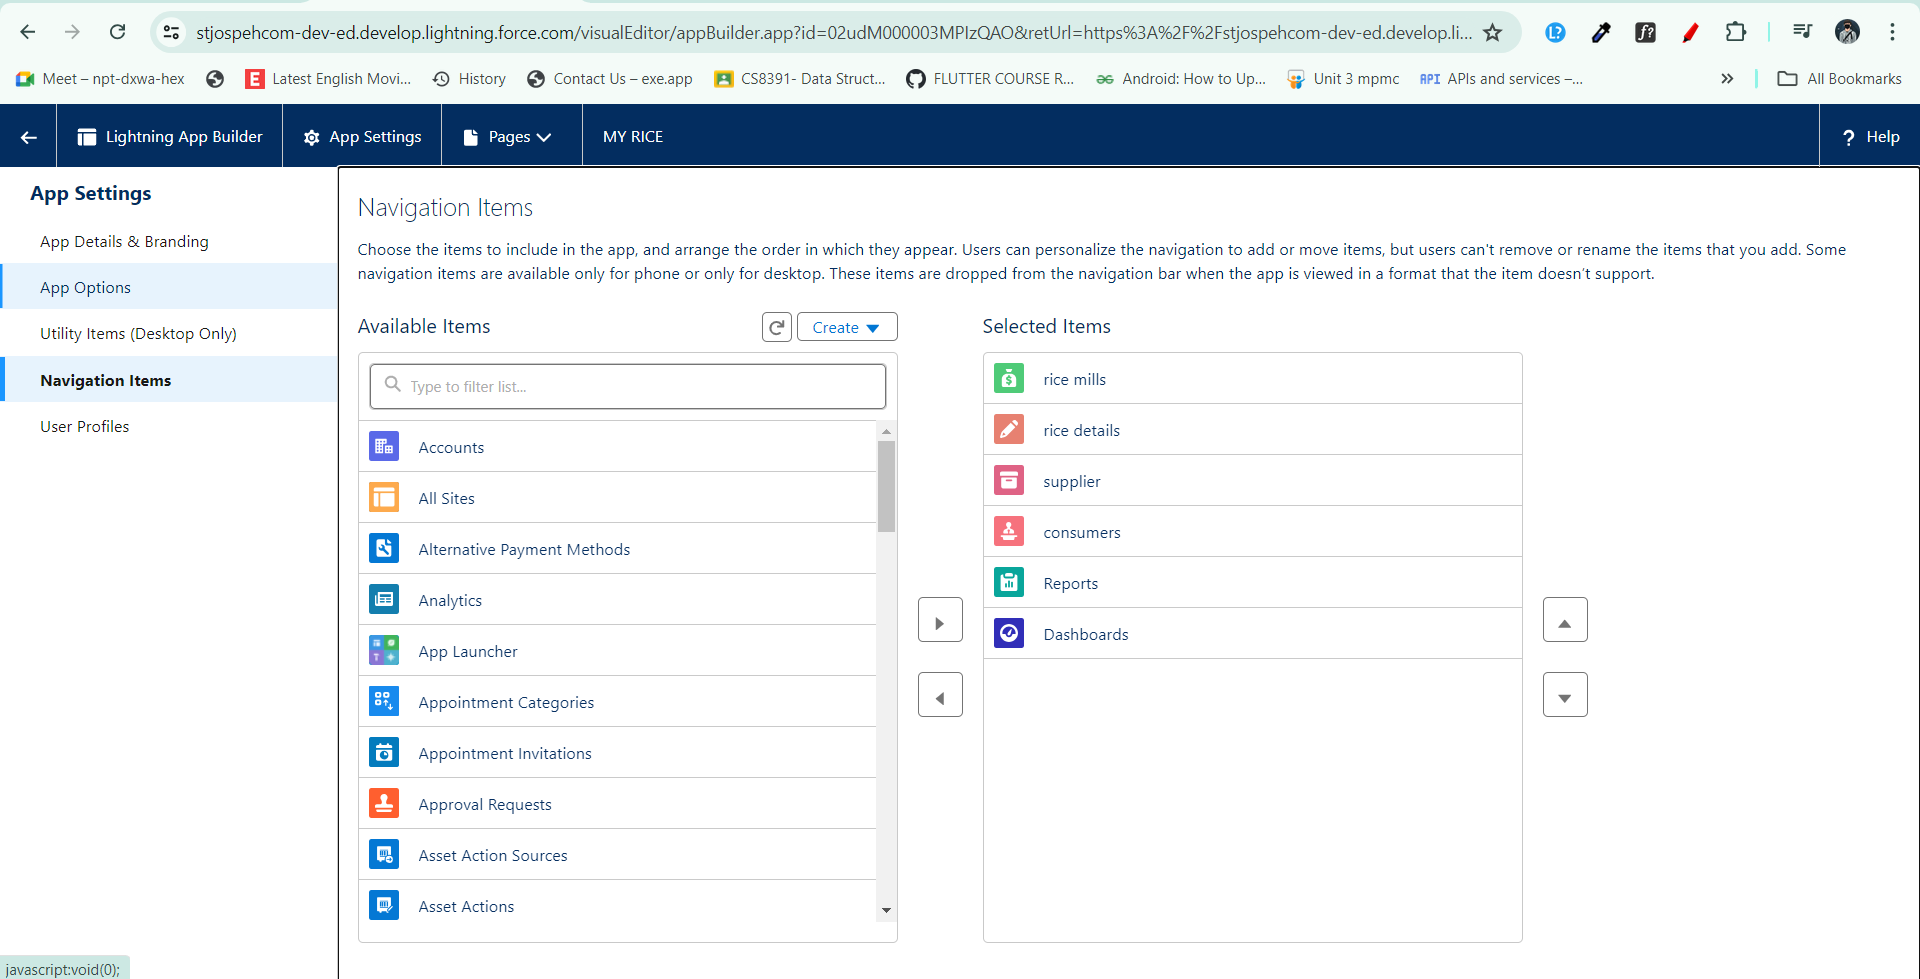 stjospehcom-dev-ed.develop.lightning.force.com/visualEditor/appBuilder.app?id=02udM000003MPIzQAO&retUrl=https%3A%2F%2Fstjospehcom-dev-ed.develop.li...
Meet – npt-dxwa-hex
E Latest English Movi...
History
Contact Us – exe.app
CS8391- Data Struct...
FLUTTER COURSE R...
Android: How to Up...
Unit 3 mpmc
API APIs and services –...
All Bookmarks
Lightning App Builder
App Settings
Pages
MY RICE
? Help
App Settings
App Details & Branding
App Options
Utility Items (Desktop Only)
Navigation Items
User Profiles
Navigation Items
Choose the items to include in the app, and arrange the order in which they appear. Users can personalize the navigation to add or move items, but users can't remove or rename the items that you add. Some
navigation items are available only for phone or only for desktop. These items are dropped from the navigation bar when the app is viewed in a format that the item doesn't support.
Available Items
Create
Type to filter list...
Accounts
All Sites
Alternative Payment Methods
Analytics
App Launcher
Appointment Categories
Appointment Invitations
Approval Requests
Asset Action Sources
Asset Actions
Selected Items
rice mills
rice details
supplier
consumers
Reports
Dashboards
javascript:void(0);